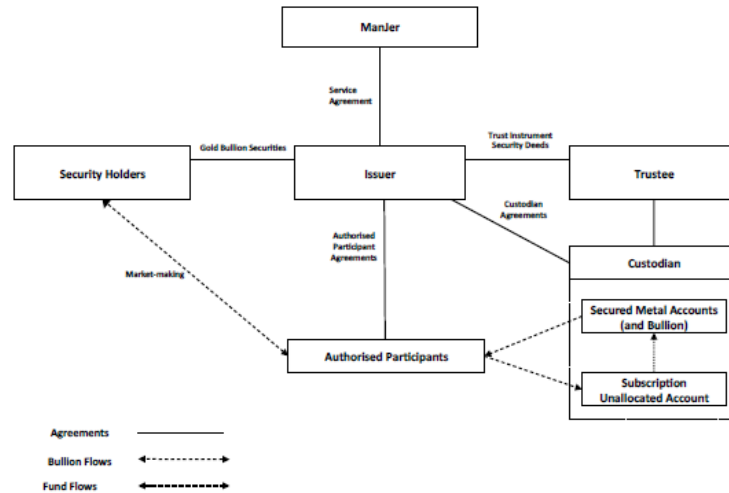 ManJer
Service
Agreement
Gold Bullion Securities
Trust Instrument
Security Deeds
Security Holders
Issuer
Trustee
Custodian
Agreements
Authorised
Participant
Agreements
Custodian
Market-making
Secured Metal Accounts
(and Bullion)
Authorised Participants
Subscription
Unallocated Account
Agreements
Bullion Flows
Fund Flows